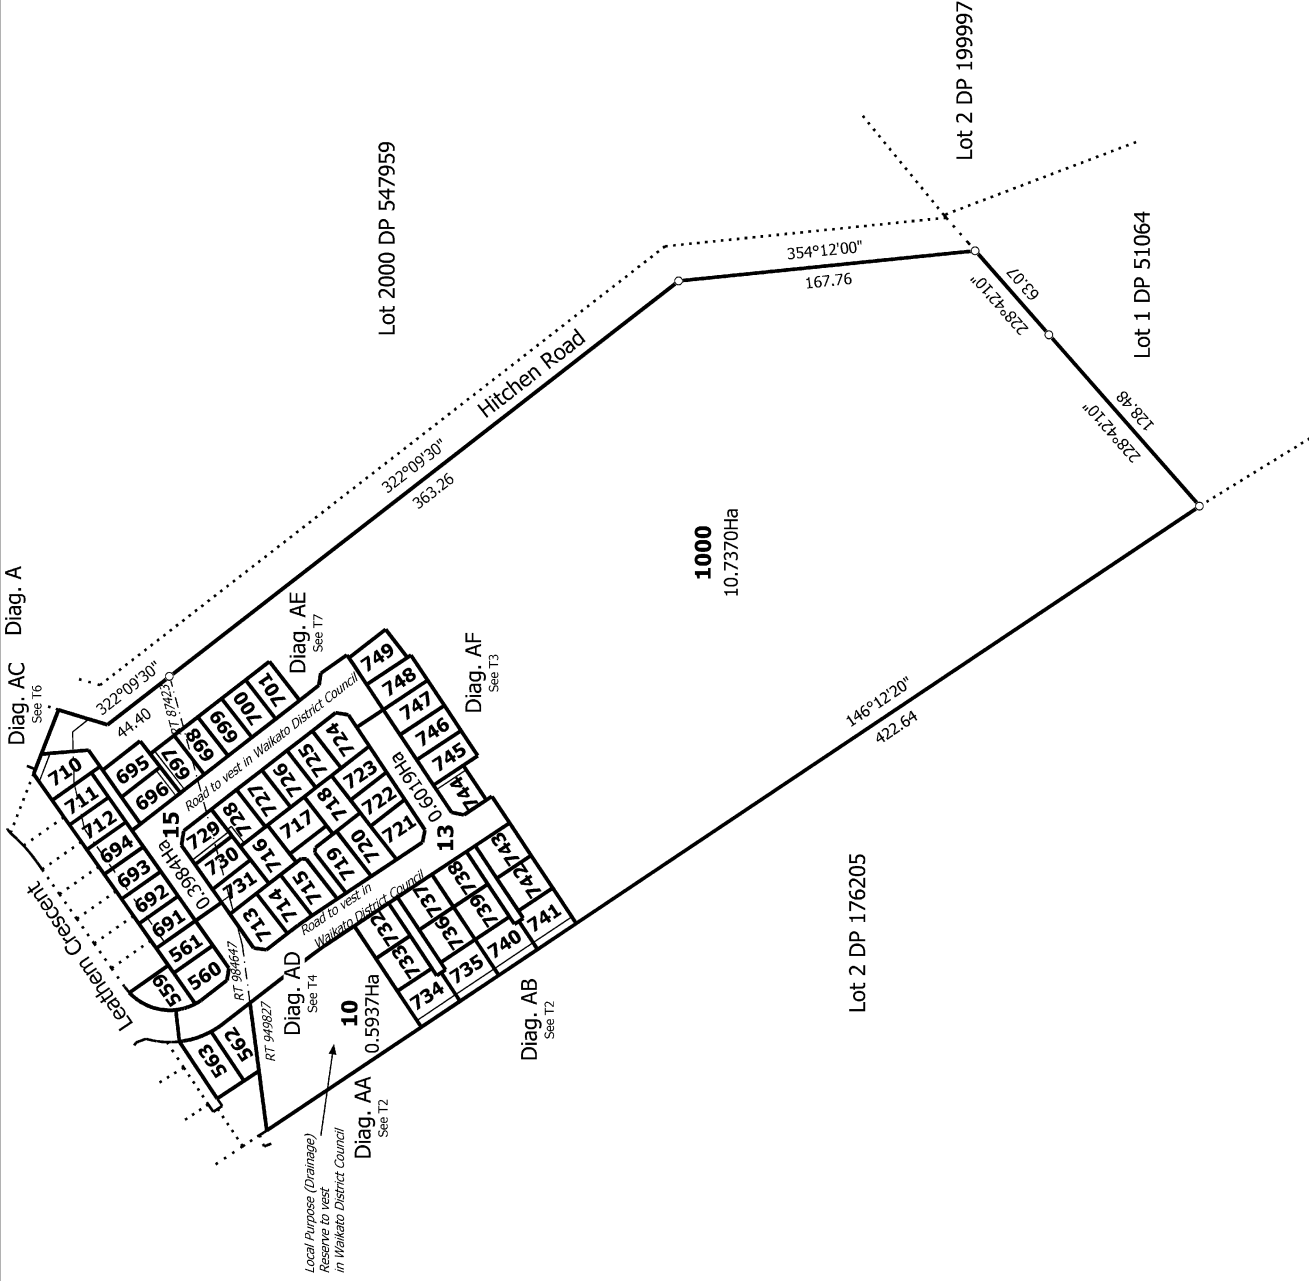 Diag. A
Diag. AC
See T6
Lot 2000 DP 547959
Lot 2 DP 199997
Lot 1 DP 51064
Lot 2 DP 176205
Hitchen Road
Leathem Crescent
322°09'30"
44.40
322°09'30"
363.26
354°12'00"
167.76
228°42'10"
63.07
228°42'10"
128.48
146°12'20"
422.64
1000
10.7370Ha
Diag. AE
See T7
Diag. AF
See T3
Diag. AD
See T4
Diag. AB
See T2
Diag. AA
See T2
RT 87423
RT 984647
RT 949827
Road to vest in Waikato District Council
Road to vest in
Waikato District Council
15
0.3984Ha
13
0.6019Ha
10
0.5937Ha
Local Purpose (Drainage)
Reserve to vest
in Waikato District Council
710
711
712
694
693
692
691
561
560
559
562
563
695
696
697
698
699
700
701
729
728
727
726
725
724
730
731
716
717
718
723
722
721
713
714
715
719
720
749
748
747
746
745
744
732
733
734
735
736
737
738
739
740
741
742
743